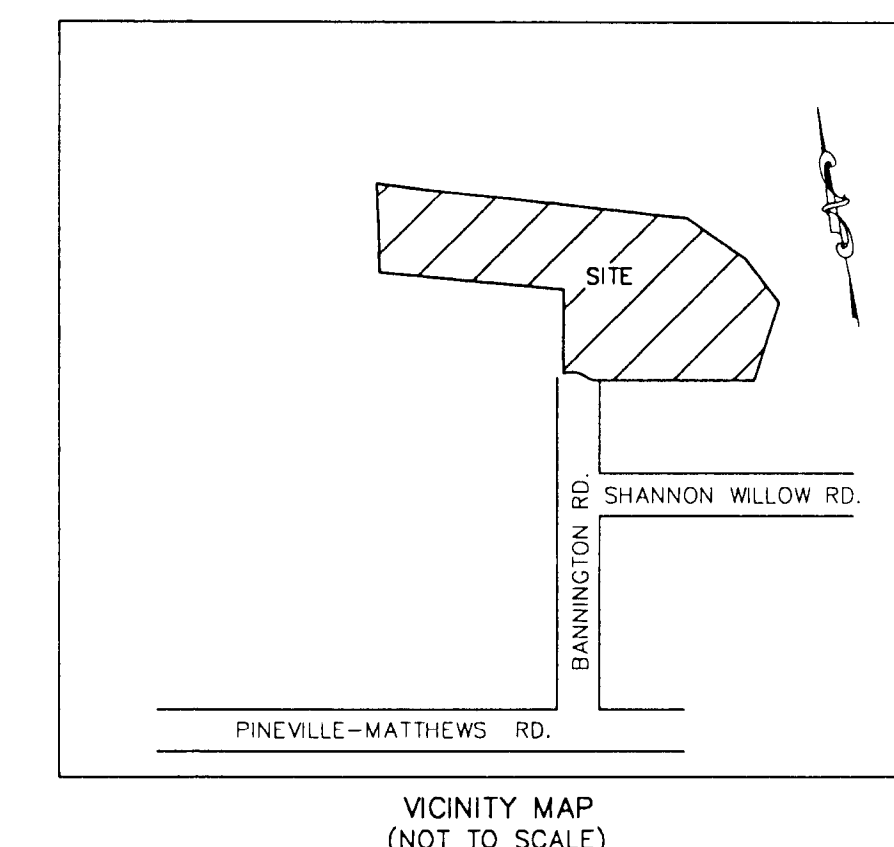 SITE
SHANNON WILLOW RD.
BANNINGTON RD.
PINEVILLE-MATTHEWS RD.
VICINITY MAP
(NOT TO SCALE)